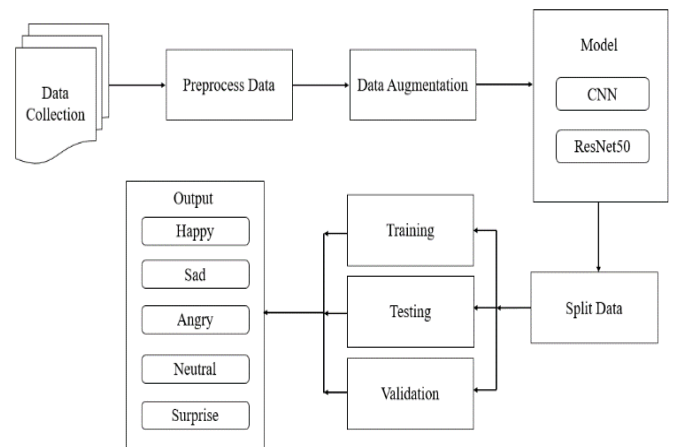 Data
Collection
Preprocess Data
Data Augmentation
Model
CNN
ResNet50
Split Data
Training
Testing
Validation
Output
Happy
Sad
Angry
Neutral
Surprise